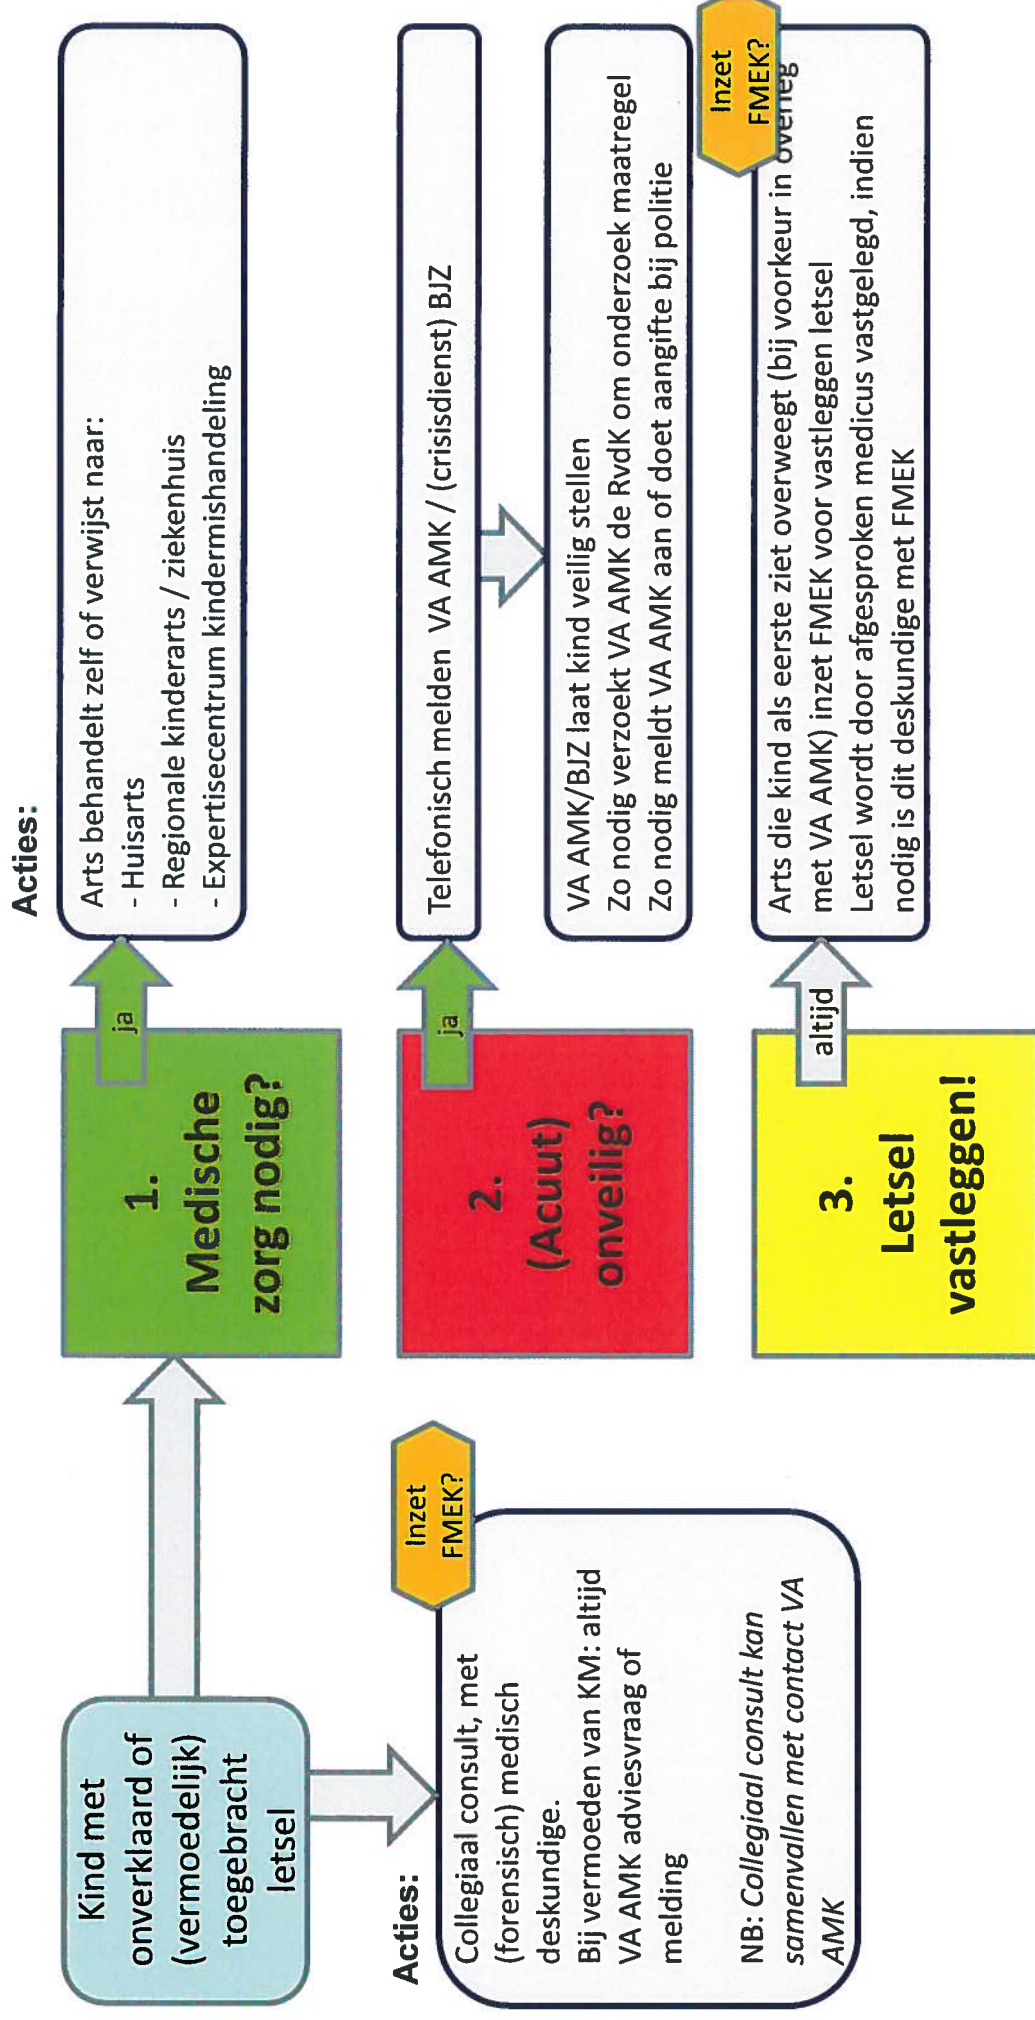 Kind met
onverklaard of
(vermoedelijk)
toegebracht
letsel
Acties:
Collegiaal consult, met
(forensisch) medisch
deskundige.
Bij vermoeden van KM: altijd
VA AMK adviesvraag of
melding
NB: Collegiaal consult kan
samenvallen met contact VA
AMK
Inzet
FMEK?
1.
Medische
zorg nodig?
ja
Acties:
Arts behandelt zelf of verwijst naar:
- Huisarts
- Regionale kinderarts / ziekenhuis
- Expertisecentrum kindermishandeling
2.
(Acuut)
onveilig?
ja
Telefonisch melden VA AMK / (crisisdienst) BJZ
VA AMK/BJZ laat kind veilig stellen
Zo nodig verzoekt VA AMK de RvdK om onderzoek maatregel
Zo nodig meldt VA AMK aan of doet aangifte bij politie
3.
Letsel
vastleggen!
altijd
Inzet
FMEK?
Arts die kind als eerste ziet overweegt (bij voorkeur in overleg
met VA AMK) inzet FMEK voor vastleggen letsel
Letsel wordt door afgesproken medicus vastgelegd, indien
nodig is dit deskundige met FMEK